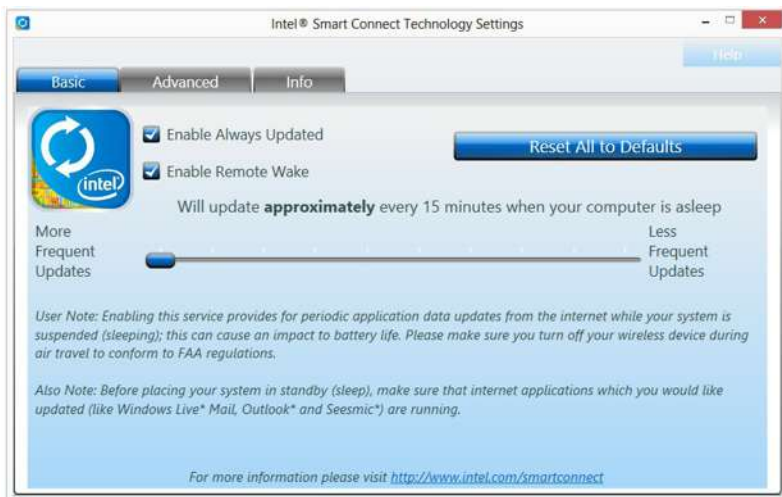 Intel® Smart Connect Technology Settings
Help
Basic
Advanced
Info
Enable Always Updated
Reset All to Defaults
Enable Remote Wake
intel
Will update approximately every 15 minutes when your computer is asleep
More
Frequent
Updates
Less
Frequent
Updates
User Note: Enabling this service provides for periodic application data updates from the internet while your system is
suspended (sleeping); this can cause an impact to battery life. Please make sure you turn off your wireless device during
air travel to conform to FAA regulations.
Also Note: Before placing your system in standby (sleep), make sure that internet applications which you would like
updated (like Windows Live* Mail, Outlook* and Seesmic*) are running.
For more information please visit http://www.intel.com/smartconnect